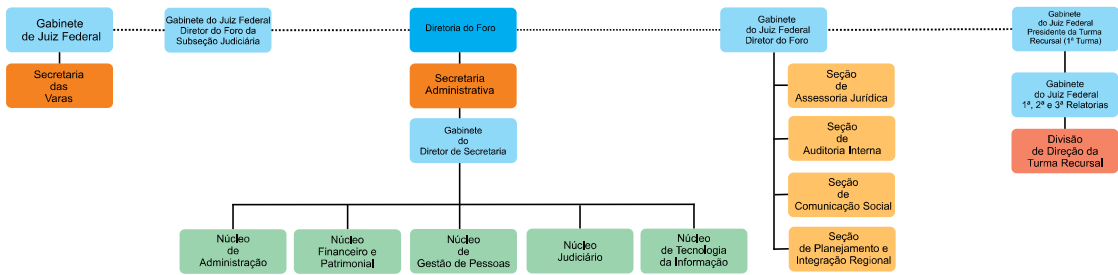 Gabinete
de Juiz Federal
Secretaria
das
Varas
Gabinete do Juiz Federal
Diretor do Foro da
Subseção Judiciária
Diretoria do Foro
Secretaria
Administrativa
Gabinete
do
Diretor de Secretaria
Núcleo
de
Administração
Núcleo
Financeiro e
Patrimonial
Núcleo
de
Gestão de Pessoas
Núcleo
Judiciário
Núcleo
de Tecnologia
da Informação
Gabinete
do Juiz Federal
Diretor do Foro
Seção
de
Assessoria Jurídica
Seção
de
Auditoria Interna
Seção
de
Comunicação Social
Seção
de Planejamento e
Integração Regional
Gabinete
do Juiz Federal
Presidente da Turma
Recursal (1ª Turma)
Gabinete
do Juiz Federal
1ª, 2ª e 3ª Relatorias
Divisão
de Direção da
Turma Recursal